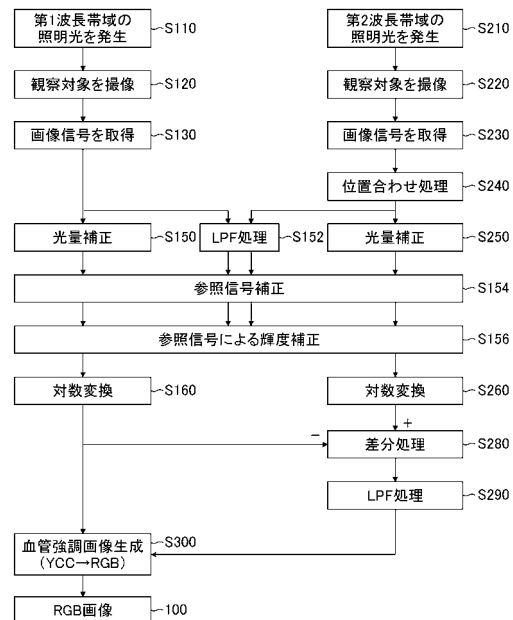 第1波長帯域の
照明光を発生
S110
第2波長帯域の
照明光を発生
S210
観察対象を撮像
S120
観察対象を撮像
S220
画像信号を取得
S130
画像信号を取得
S230
位置合わせ処理
S240
光量補正
S150
LPF処理
S152
光量補正
S250
参照信号補正
S154
参照信号による輝度補正
S156
対数変換
S160
対数変換
S260
－
+
差分処理
S280
LPF処理
S290
血管強調画像生成
(YCC→RGB)
S300
RGB画像
100